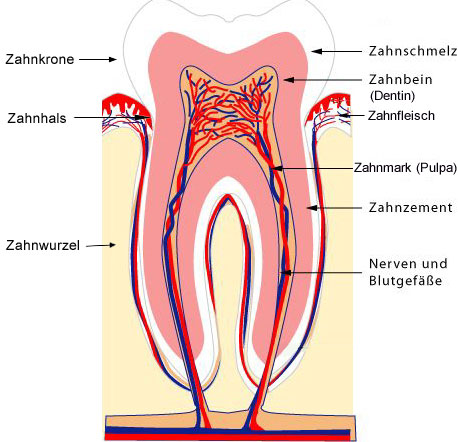 Zahnkrone
Zahnhals
Zahnwurzel
Zahnschmelz
Zahnbein
(Dentin)
Zahnfleisch
Zahnmark (Pulpa)
Zahnzement
Nerven und
Blutgefäße